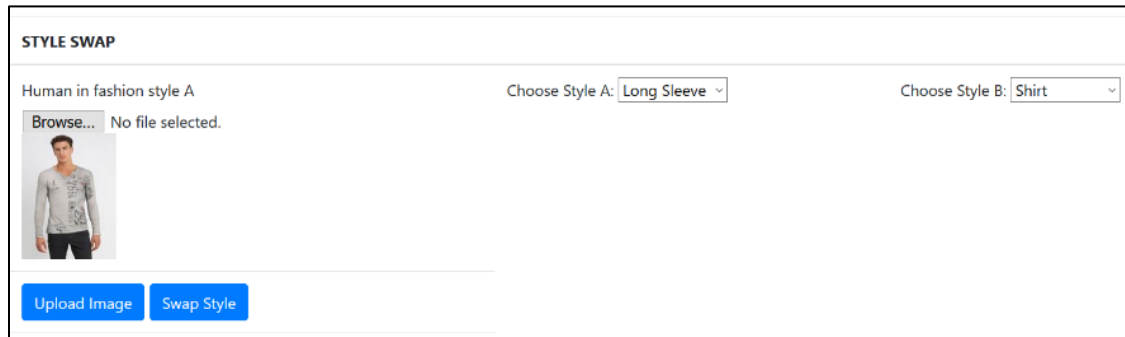 STYLE SWAP
Human in fashion style A
Choose Style A: Long Sleeve
Choose Style B: Shirt
Browse... No file selected.
Upload Image Swap Style